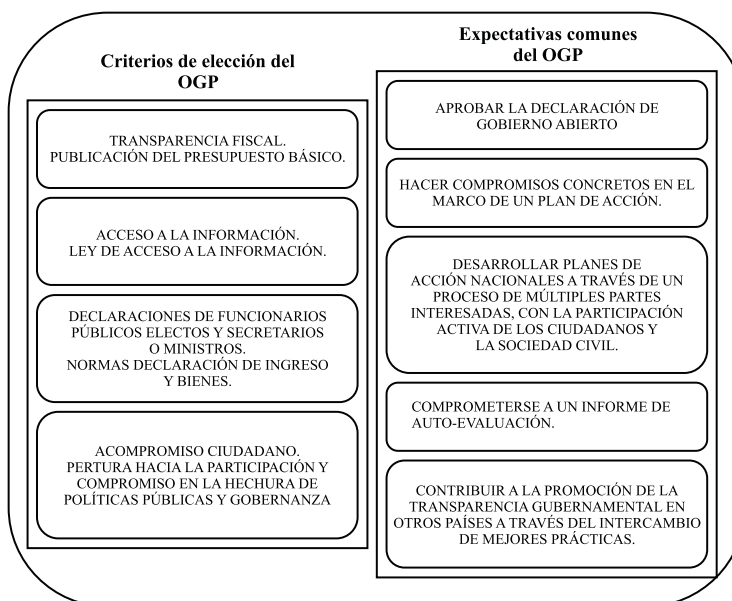 Criterios de elección del
OGP
TRANSPARENCIA FISCAL.
PUBLICACIÓN DEL PRESUPUESTO BÁSICO.
ACCESO A LA INFORMACIÓN.
LEY DE ACCESO A LA INFORMACIÓN.
DECLARACIONES DE FUNCIONARIOS
PÚBLICOS ELECTOS Y SECRETARIOS
O MINISTROS.
NORMAS DECLARACIÓN DE INGRESO
Y BIENES.
ACOMPROMISO CIUDADANO.
PERTURA HACIA LA PARTICIPACIÓN Y
COMPROMISO EN LA HECHURA DE
POLÍTICAS PÚBLICAS Y GOBERNANZA
Expectativas comunes
del OGP
APROBAR LA DECLARACIÓN DE
GOBIERNO ABIERTO
HACER COMPROMISOS CONCRETOS EN EL
MARCO DE UN PLAN DE ACCIÓN.
DESARROLLAR PLANES DE
ACCIÓN NACIONALES A TRAVÉS DE UN
PROCESO DE MÚLTIPLES PARTES
INTERESADAS, CON LA PARTICIPACIÓN
ACTIVA DE LOS CIUDADANOS Y
LA SOCIEDAD CIVIL.
COMPROMETERSE A UN INFORME DE
AUTO-EVALUACIÓN.
CONTRIBUIR A LA PROMOCIÓN DE LA
TRANSPARENCIA GUBERNAMENTAL EN
OTROS PAÍSES A TRAVÉS DEL INTERCAMBIO
DE MEJORES PRÁCTICAS.